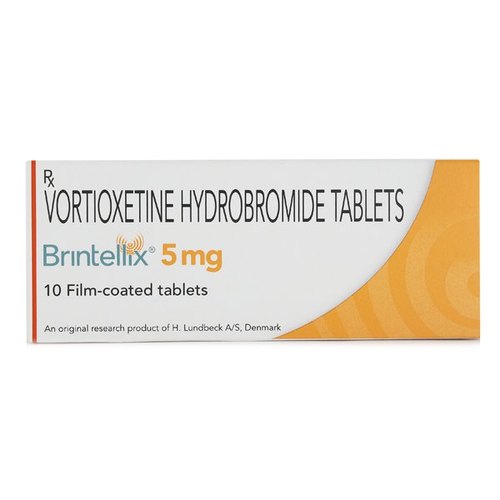 Rx
VORTIOXETINE HYDROBROMIDE TABLETS
Brintellix® 5 mg
10 Film-coated tablets
An original research product of H. Lundbeck A/S, Denmark